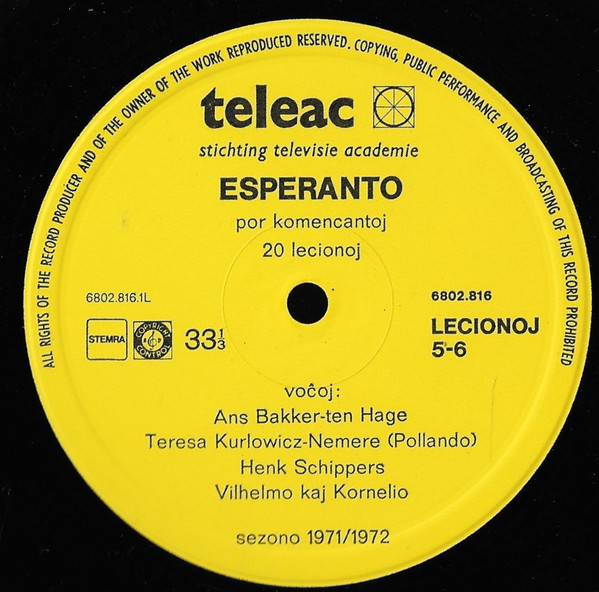 ALL RIGHTS OF THE RECORD PRODUCER AND OF THE OWNER OF THE WORK REPRODUCED RESERVED. COPYING, PUBLIC PERFORMANCE AND BROADCASTING OF THIS RECORD PROHIBITED
teleac
stichting televisie academie
ESPERANTO
por komencantoj
20 lecionoj
6802.816.1L
6802.816
STEMRA
COPYRIGHT CONTROL
33⅓
LECIONOJ
5-6
voĉoj:
Ans Bakker-ten Hage
Teresa Kurlowicz-Nemere (Pollando)
Henk Schippers
Vilhelmo kaj Kornelio
sezono 1971/1972